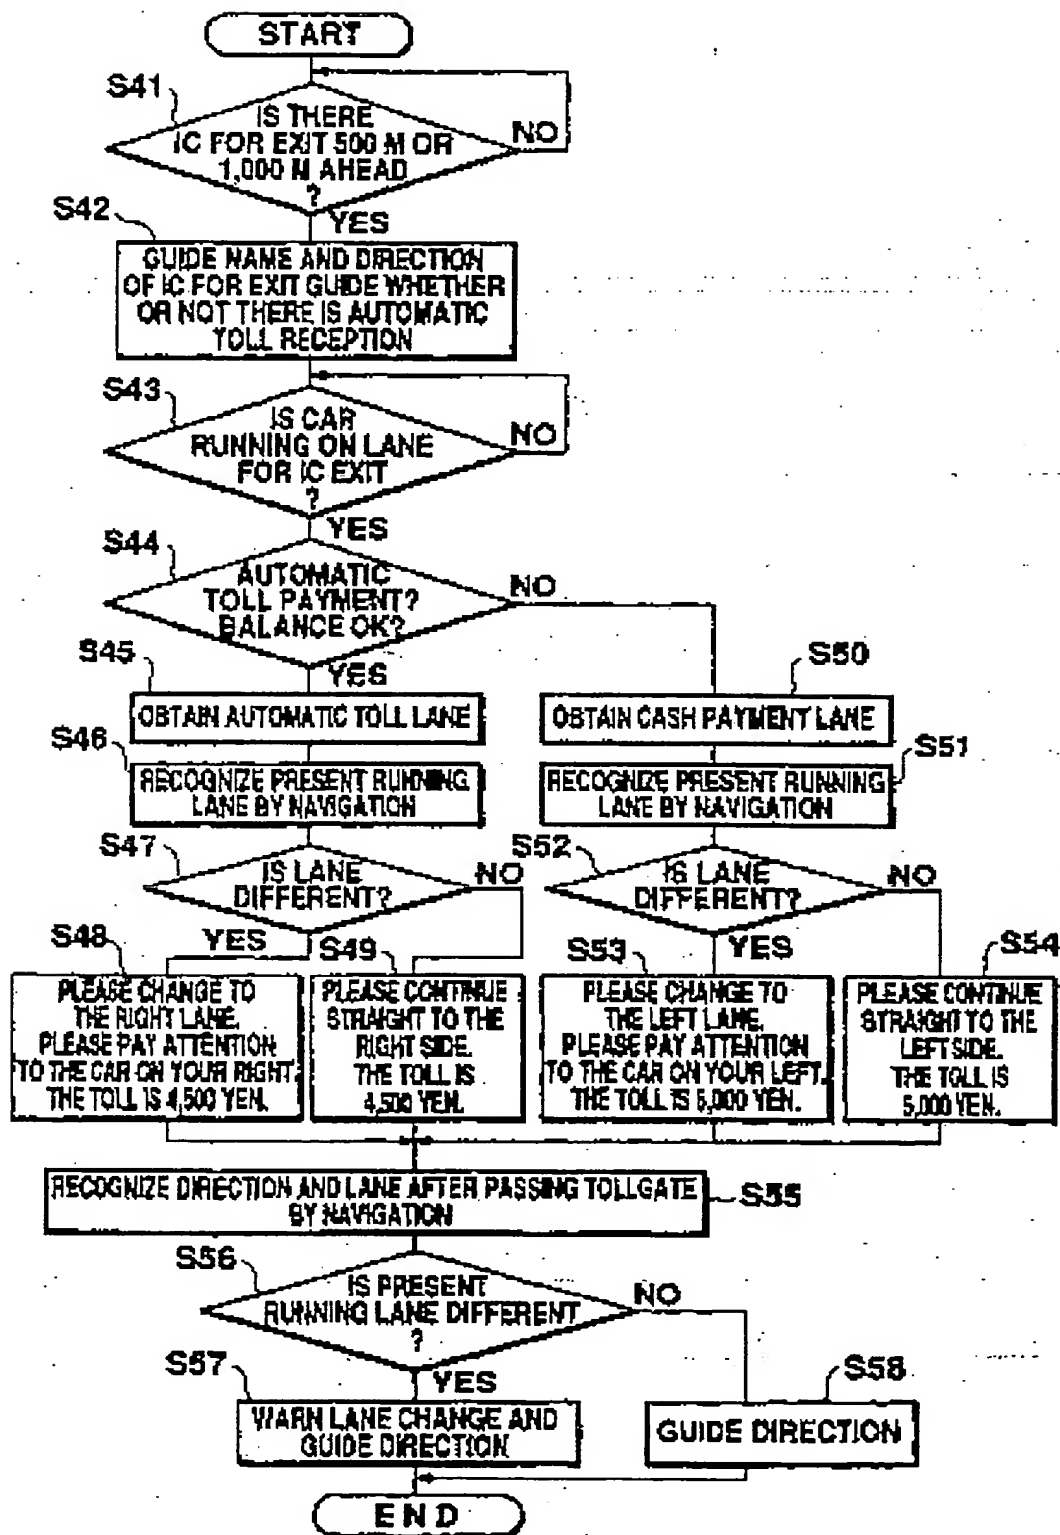 START
S41
IS THERE
IC FOR EXIT 500 M OR
1,000 M AHEAD
?
NO
YES
S42
GUIDE NAME AND DIRECTION
OF IC FOR EXIT GUIDE WHETHER
OR NOT THERE IS AUTOMATIC
TOLL RECEPTION
S43
IS CAR
RUNNING ON LANE
FOR IC EXIT
?
NO
YES
S44
AUTOMATIC
TOLL PAYMENT?
BALANCE OK?
NO
YES
S45
OBTAIN AUTOMATIC TOLL LANE
S50
OBTAIN CASH PAYMENT LANE
S46
RECOGNIZE PRESENT RUNNING
LANE BY NAVIGATION
S51
RECOGNIZE PRESENT RUNNING
LANE BY NAVIGATION
S47
IS LANE
DIFFERENT?
NO
YES
S52
IS LANE
DIFFERENT?
NO
YES
S48
PLEASE CHANGE TO
THE RIGHT LANE.
PLEASE PAY ATTENTION
TO THE CAR ON YOUR RIGHT.
THE TOLL IS 4,500 YEN.
S49
PLEASE CONTINUE
STRAIGHT TO THE
RIGHT SIDE.
THE TOLL IS
4,500 YEN.
S53
PLEASE CHANGE TO
THE LEFT LANE.
PLEASE PAY ATTENTION
TO THE CAR ON YOUR LEFT.
THE TOLL IS 5,000 YEN.
S54
PLEASE CONTINUE
STRAIGHT TO THE
LEFT SIDE.
THE TOLL IS
5,000 YEN.
RECOGNIZE DIRECTION AND LANE AFTER PASSING TOLLGATE
BY NAVIGATION
S55
S56
IS PRESENT
RUNNING LANE DIFFERENT
?
NO
YES
S57
WARN LANE CHANGE AND
GUIDE DIRECTION
S58
GUIDE DIRECTION
END